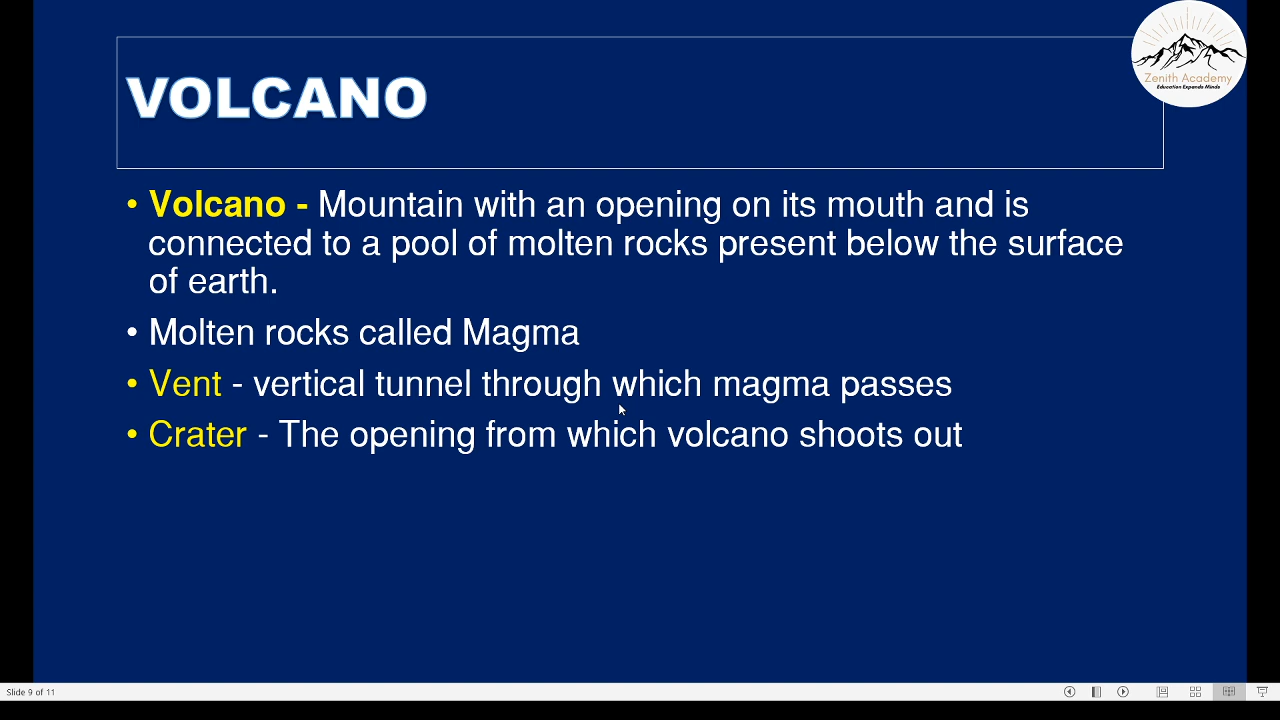 Zenith Academy
Education Expands Minds
VOLCANO
• Volcano - Mountain with an opening on its mouth and is
connected to a pool of molten rocks present below the surface
of earth.
• Molten rocks called Magma
• Vent - vertical tunnel through which magma passes
• Crater - The opening from which volcano shoots out
Slide 9 of 11